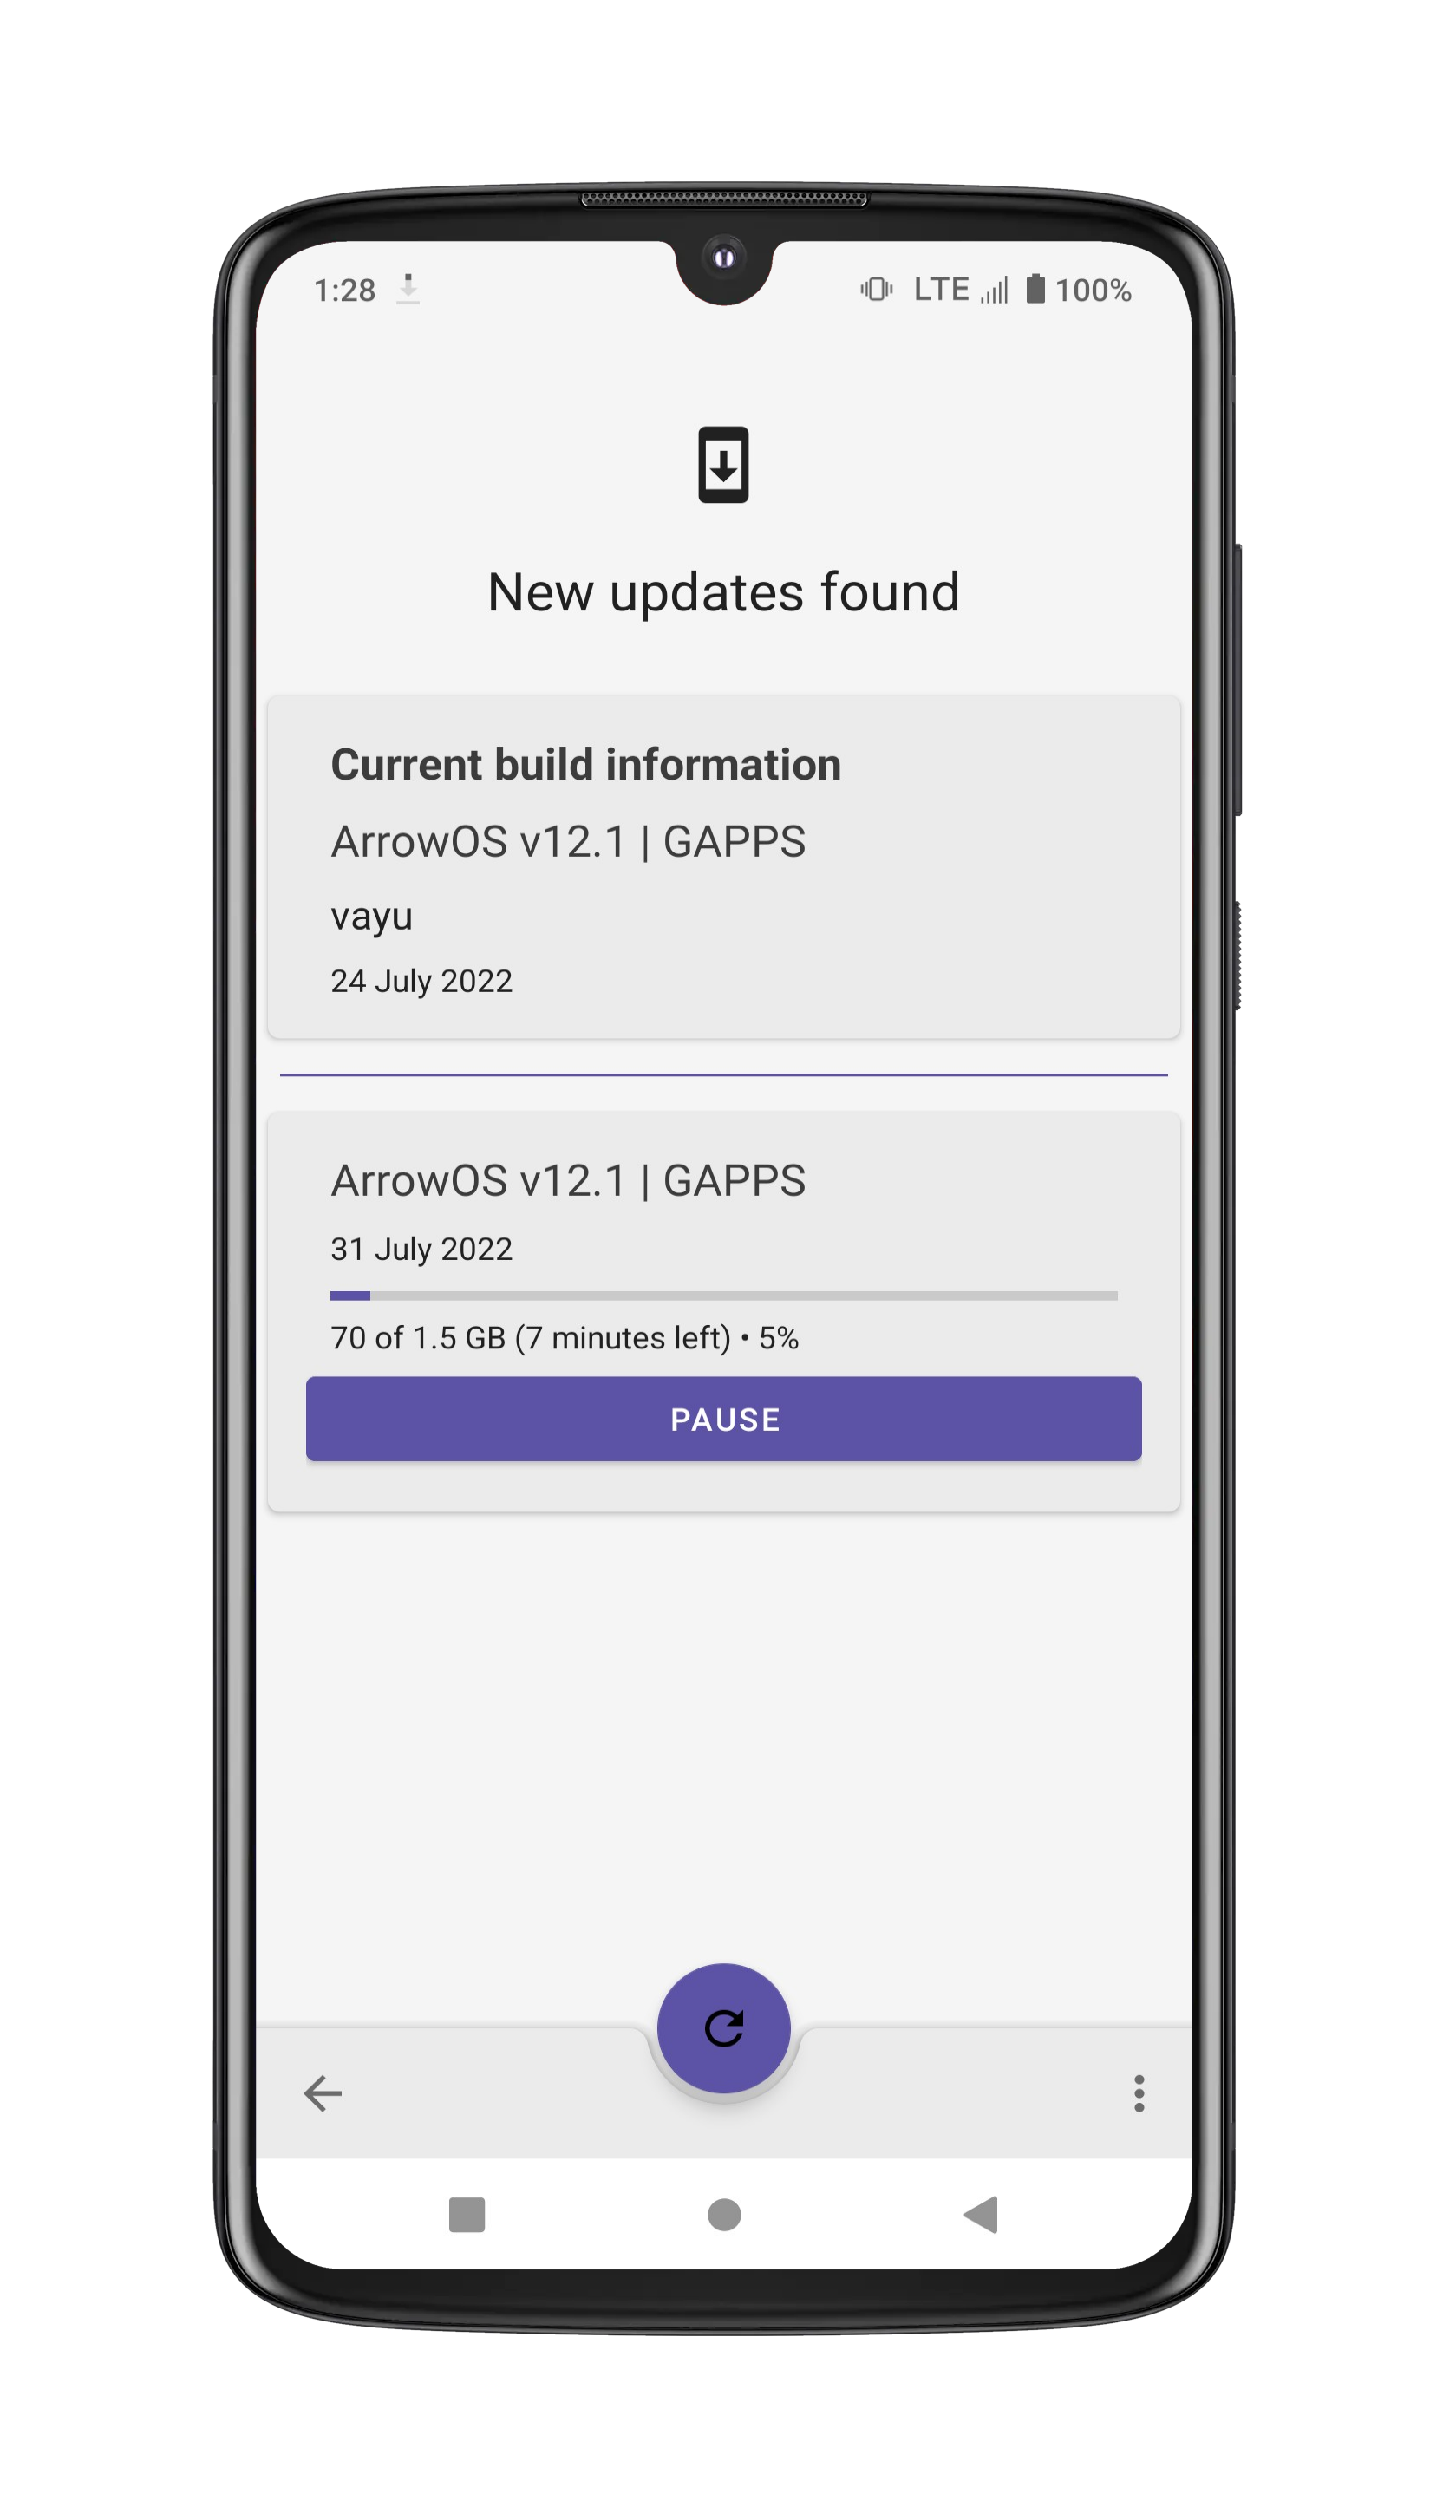 1:28
LTE 100%
New updates found
Current build information
ArrowOS v12.1 | GAPPS
vayu
24 July 2022
ArrowOS v12.1 | GAPPS
31 July 2022
70 of 1.5 GB (7 minutes left) • 5%
PAUSE